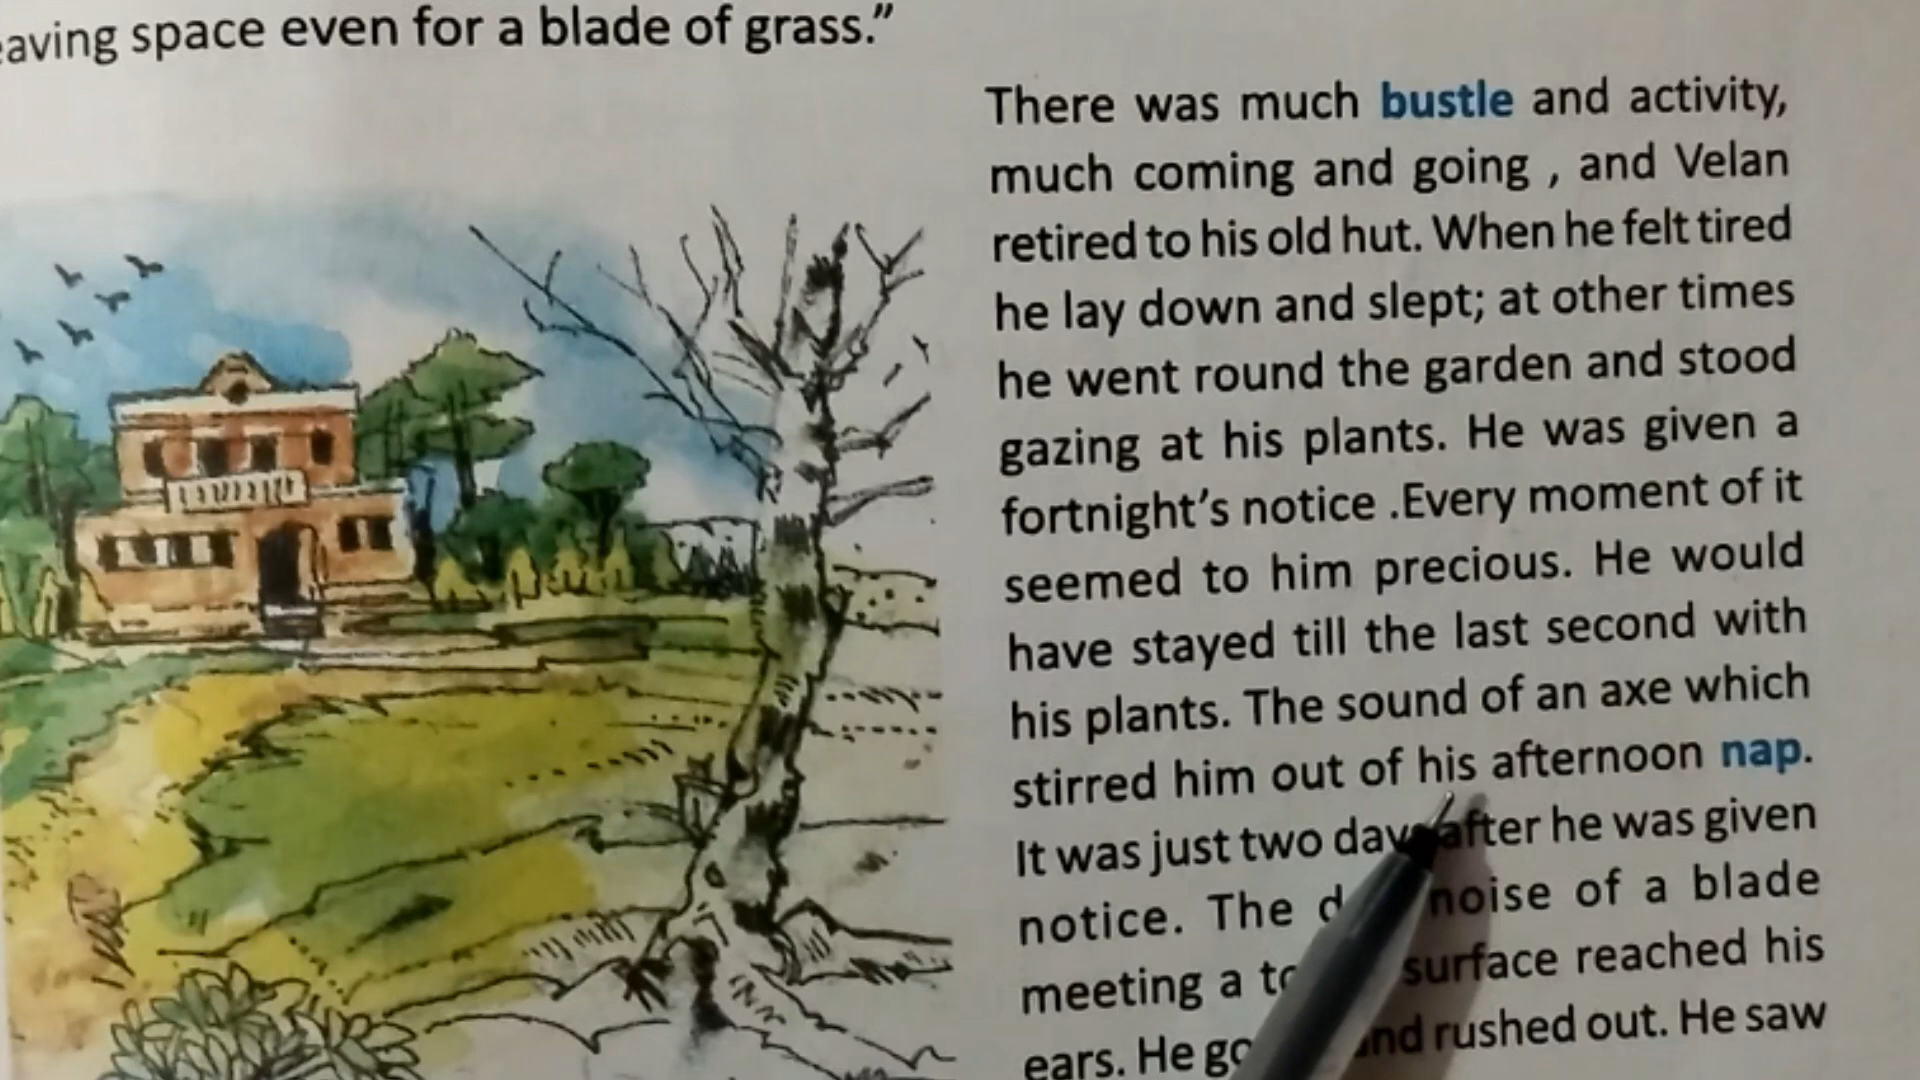 eaving space even for a blade of grass.”
There was much bustle and activity,
much coming and going , and Velan
retired to his old hut. When he felt tired
he lay down and slept; at other times
he went round the garden and stood
gazing at his plants. He was given a
fortnight’s notice .Every moment of it
seemed to him precious. He would
have stayed till the last second with
his plants. The sound of an axe which
stirred him out of his afternoon nap.
It was just two after he was given
notice. The noise of a blade
meeting a surface reached his
ears. He rushed out. He saw